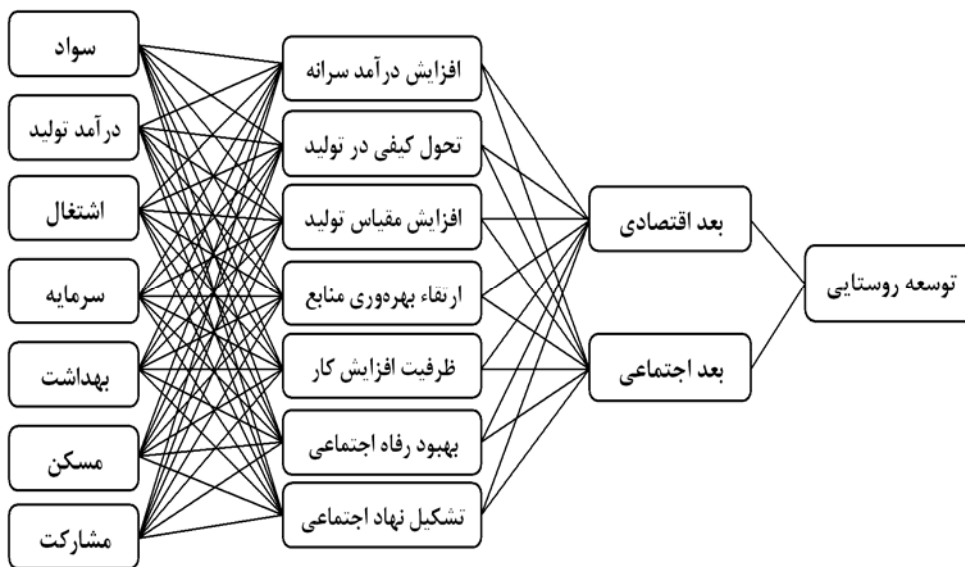 توسعه روستایی
بعد اقتصادی
بعد اجتماعی
افزایش درآمد سرانه
تحول کیفی در تولید
افزایش مقیاس تولید
ارتقاء بهره‌وری منابع
ظرفیت افزایش کار
بهبود رفاه اجتماعی
تشکیل نهاد اجتماعی
سواد
درآمد تولید
اشتغال
سرمایه
بهداشت
مسکن
مشارکت